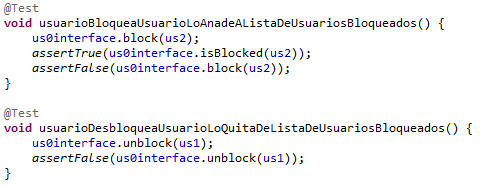 @Test
void usuarioBloqueaUsuarioLoAnadeAListaDeUsuariosBloqueados() {
    us0interface.block(us2);
    assertTrue(us0interface.isBlocked(us2));
    assertFalse(us0interface.block(us2));
}

@Test
void usuarioDesbloqueaUsuarioLoQuitaDeListaDeUsuariosBloqueados() {
    us0interface.unblock(us1);
    assertFalse(us0interface.unblock(us1));
}